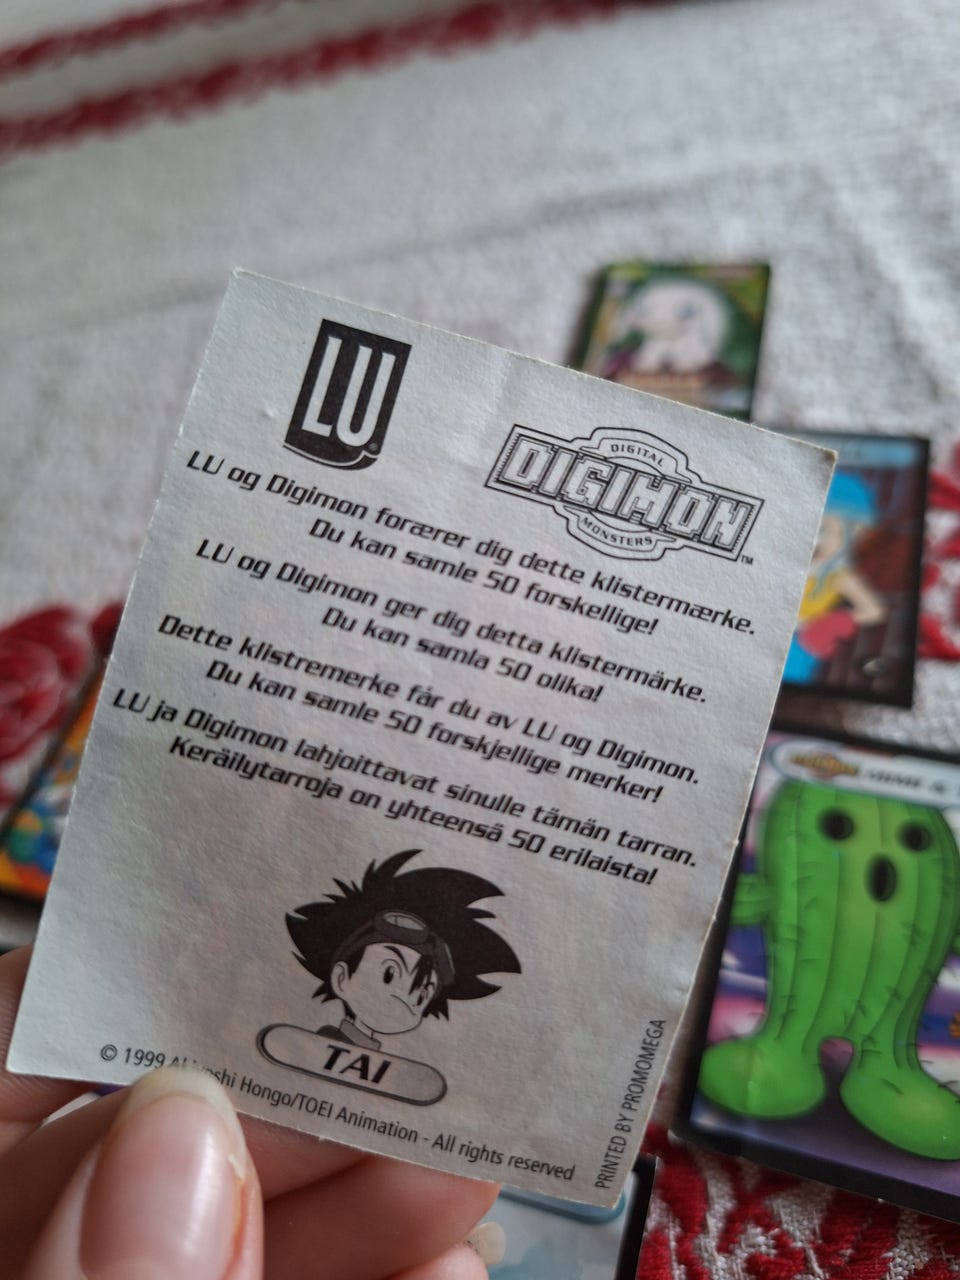 LU
DIGITAL
DIGIMON
MONSTERS
TM
LU og Digimon forærer dig dette klistermærke.
Du kan samle 50 forskellige!
LU og Digimon ger dig detta klistermärke.
Du kan samla 50 olika!
Dette klistremerke får du av LU og Digimon.
Du kan samle 50 forskjellige merker!
LU ja Digimon lahjoittavat sinulle tämän tarran.
Keräilytarroja on yhteensä 50 erilaista!
TAI
© 1999 Akiyoshi Hongo/TOEI Animation - All rights reserved
PRINTED BY PROMOMEGA